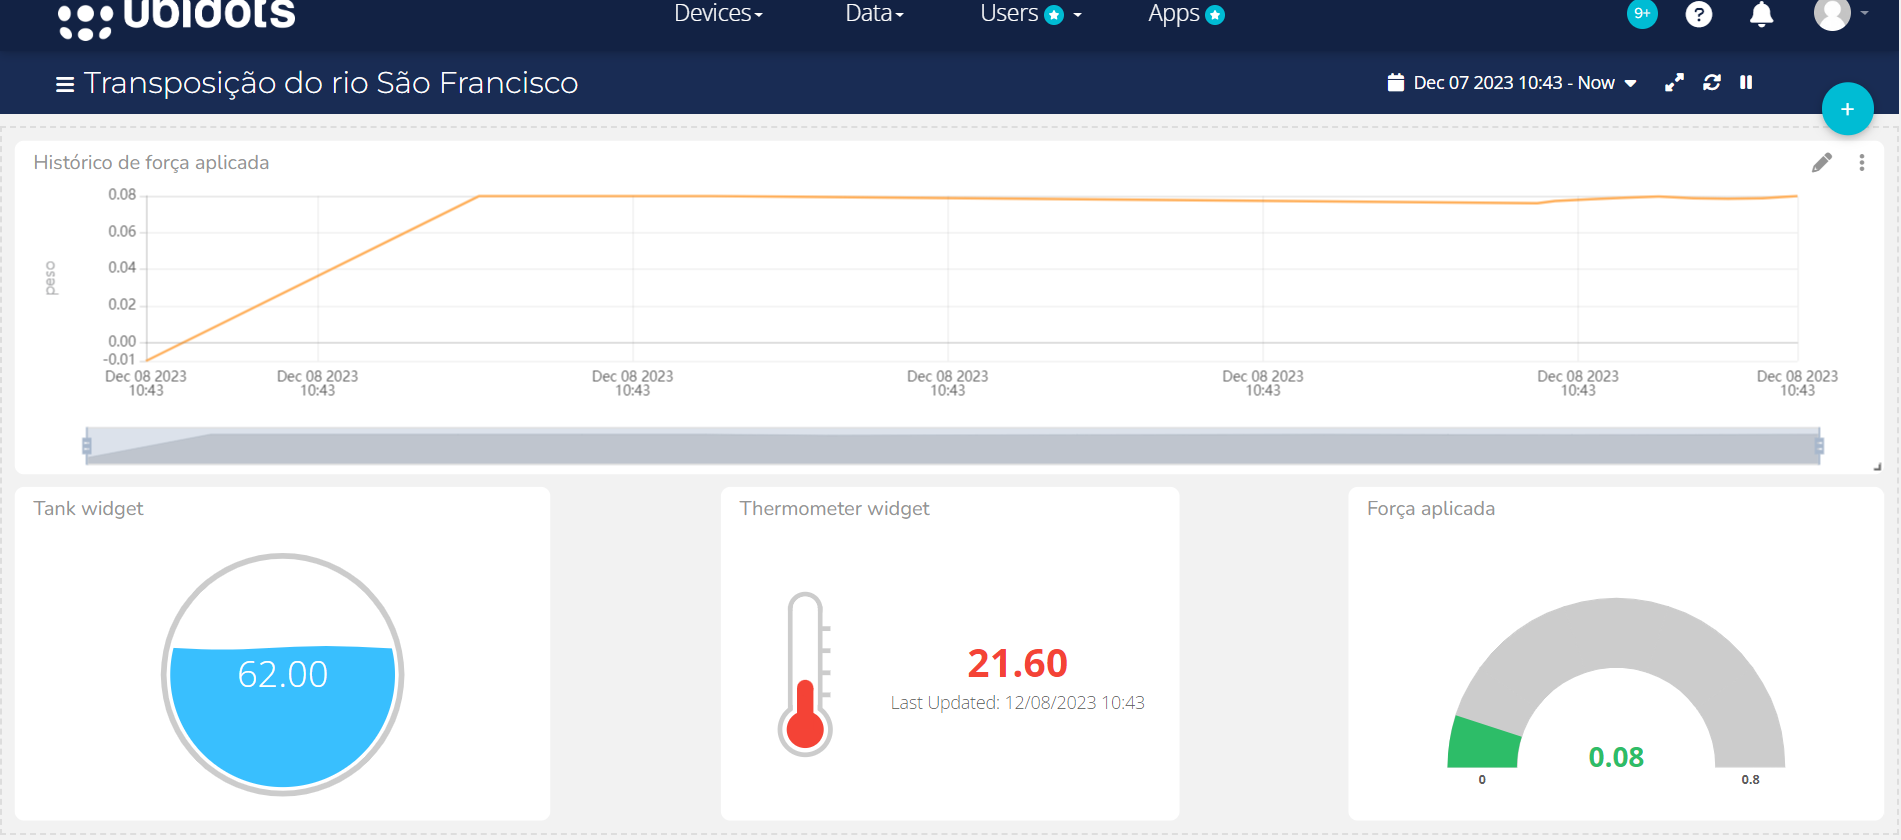 ubidots
Devices
Data
Users
Apps
9+
?
Transposição do rio São Francisco
Dec 07 2023 10:43 - Now
+
Histórico de força aplicada
peso
0.08
0.06
0.04
0.02
0.00
-0.01
Dec 08 2023
10:43
Dec 08 2023
10:43
Dec 08 2023
10:43
Dec 08 2023
10:43
Dec 08 2023
10:43
Dec 08 2023
10:43
Dec 08 2023
10:43
Tank widget
62.00
Thermometer widget
21.60
Last Updated: 12/08/2023 10:43
Força aplicada
0.08
0
0.8